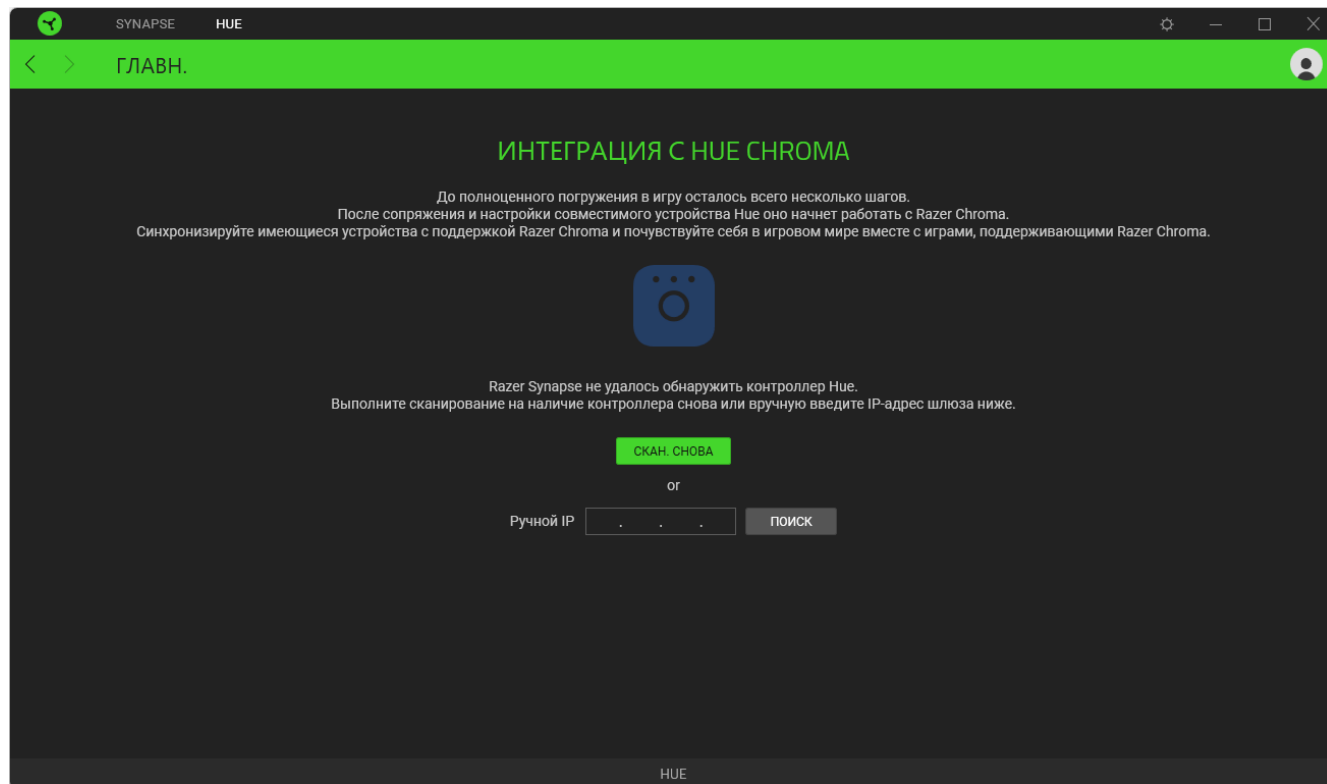 SYNAPSE HUE
ГЛАВН.
ИНТЕГРАЦИЯ С HUE CHROMA
До полноценного погружения в игру осталось всего несколько шагов.
После сопряжения и настройки совместимого устройства Hue оно начнет работать с Razer Chroma.
Синхронизируйте имеющиеся устройства с поддержкой Razer Chroma и почувствуйте себя в игровом мире вместе с играми, поддерживающими Razer Chroma.
Razer Synapse не удалось обнаружить контроллер Hue.
Выполните сканирование на наличие контроллера снова или вручную введите IP-адрес шлюза ниже.
СКАН. СНОВА
or
Ручной IP . . . ПОИСК
HUE